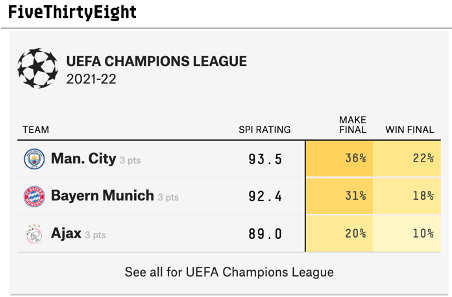 FiveThirtyEight
UEFA CHAMPIONS LEAGUE
2021-22
MAKE
TEAM SPI RATING FINAL WIN FINAL
Man. City 3 pts 93.5 36% 22%
Bayern Munich 3 pts 92.4 31% 18%
Ajax 3 pts 89.0 20% 10%
See all for UEFA Champions League